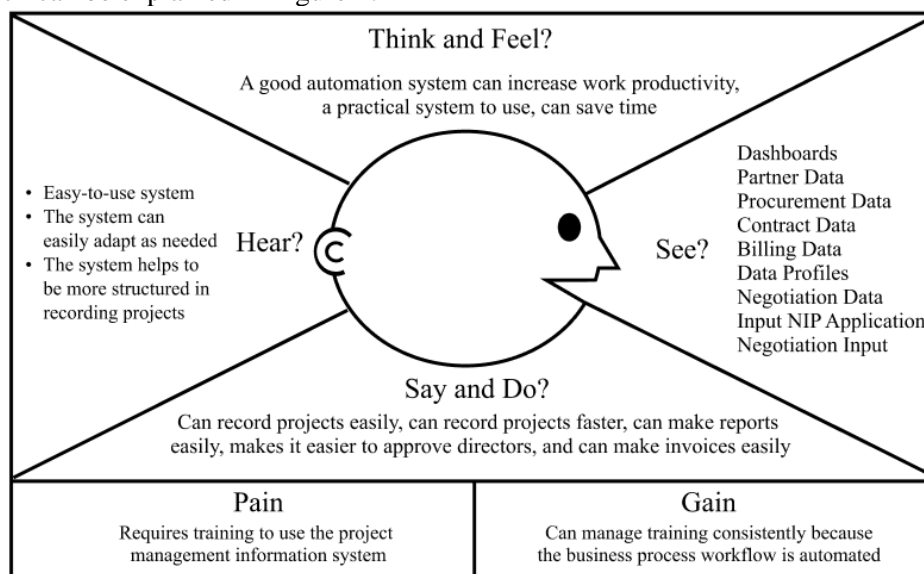 Think and Feel?
A good automation system can increase work productivity,
a practical system to use, can save time
• Easy-to-use system
• The system can
easily adapt as needed
• The system helps to
be more structured in
recording projects
Hear?
See?
Dashboards
Partner Data
Procurement Data
Contract Data
Billing Data
Data Profiles
Negotiation Data
Input NIP Application
Negotiation Input
Say and Do?
Can record projects easily, can record projects faster, can make reports
easily, makes it easier to approve directors, and can make invoices easily
Pain
Requires training to use the project
management information system
Gain
Can manage training consistently because
the business process workflow is automated